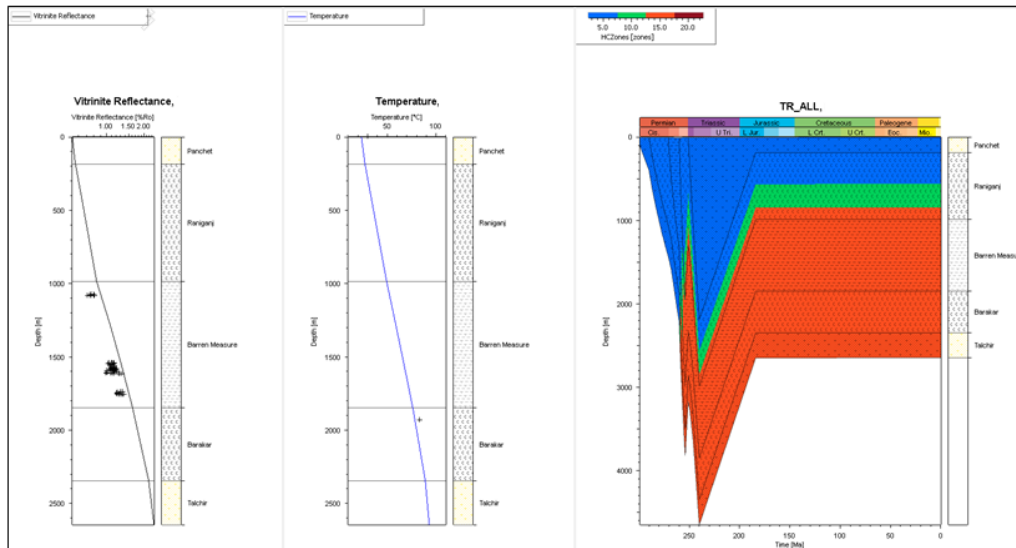 Vitrinite Reflectance
Temperature
5.0 10.0 15.0 20.0
HCZones [zones]
Vitrinite Reflectance,
Vitrinite Reflectance [%Ro]
1.00 1.50 2.00
0
500
1000
1500
2000
2500
Depth [m]
Panchet
Raniganj
Barren Measure
Barakar
Talchir
Temperature,
Temperature [°C]
50 100
0
500
1000
1500
2000
2500
Depth [m]
Panchet
Raniganj
Barren Measure
Barakar
Talchir
TR_ALL,
Permian Triassic Jurassic Cretaceous Paleogene
Cis. U.Tri. L.Jur. L.Crt. U.Crt. Eoc. Mio.
0
1000
2000
3000
4000
Depth [m]
250 200 150 100 50 0
Time [Ma]
Panchet
Raniganj
Barren Measure
Barakar
Talchir